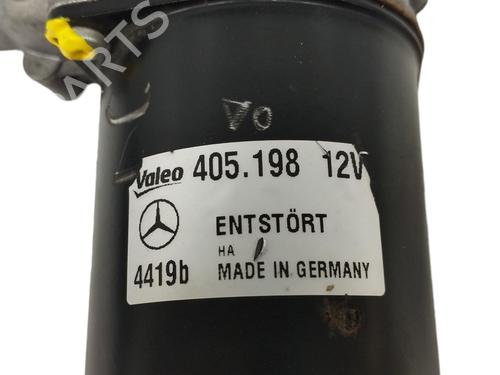 VO
Valeo 405.198 12V
ENTSTÖRT
HA
4419b MADE IN GERMANY